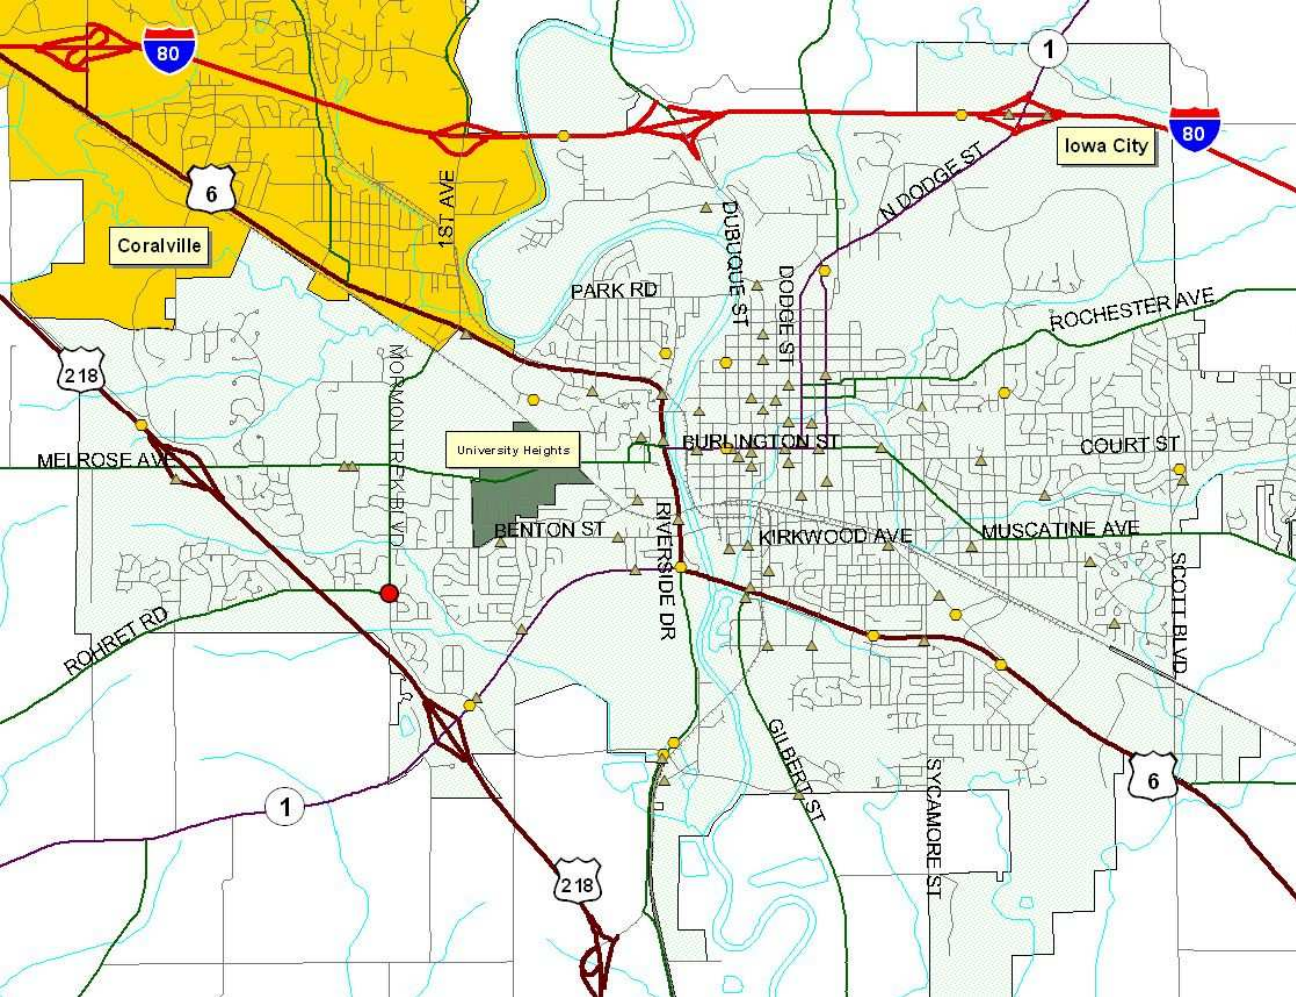 80
1
Iowa City
80
6
1ST AVE
N DODGE ST
Coralville
DUBUQUE ST
PARK RD
DODGE ST
ROCHESTER AVE
218
MORMON TREK BLVD
University Heights
BURLINGTON ST
COURT ST
MELROSE AVE
BENTON ST
RIVERSIDE DR
KIRKWOOD AVE
MUSCATINE AVE
SCOTT BLVD
ROHRET RD
GILBERT ST
SYCAMORE ST
6
1
218